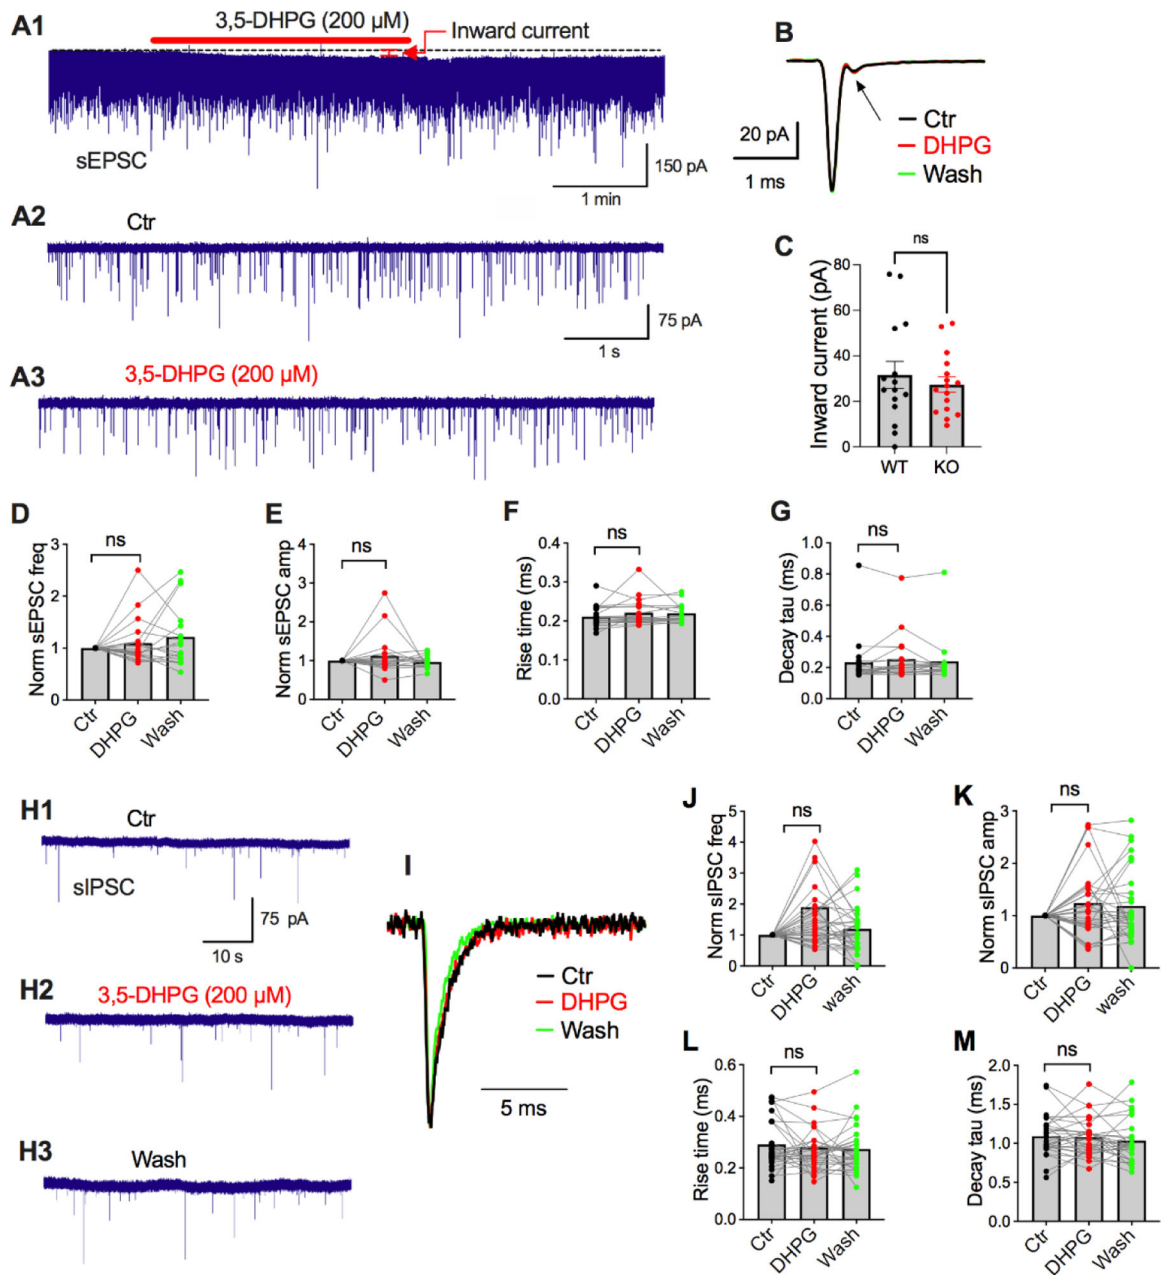 A1
3,5-DHPG (200 µM)
Inward current
sEPSC
150 pA
1 min
B
20 pA
1 ms
Ctr
DHPG
Wash
A2
Ctr
75 pA
1 s
A3
3,5-DHPG (200 µM)
C
ns
Inward current (pA)
80
60
40
20
0
WT
KO
D
ns
Norm sEPSC freq
3
2
1
0
Ctr
DHPG
Wash
E
ns
Norm sEPSC amp
4
3
2
1
0
Ctr
DHPG
Wash
F
ns
Rise time (ms)
0.4
0.3
0.2
0.1
0.0
Ctr
DHPG
Wash
G
ns
Decay tau (ms)
1.0
0.8
0.6
0.4
0.2
0.0
Ctr
DHPG
Wash
H1
Ctr
sIPSC
75 pA
10 s
H2
3,5-DHPG (200 µM)
H3
Wash
I
Ctr
DHPG
Wash
5 ms
J
ns
Norm sIPSC freq
5
4
3
2
1
0
Ctr
DHPG
wash
K
ns
Norm sIPSC amp
3
2
1
0
Ctr
DHPG
wash
L
ns
Rise time (ms)
0.6
0.4
0.2
0.0
Ctr
DHPG
Wash
M
ns
Decay tau (ms)
2.0
1.5
1.0
0.5
0.0
Ctr
DHPG
Wash